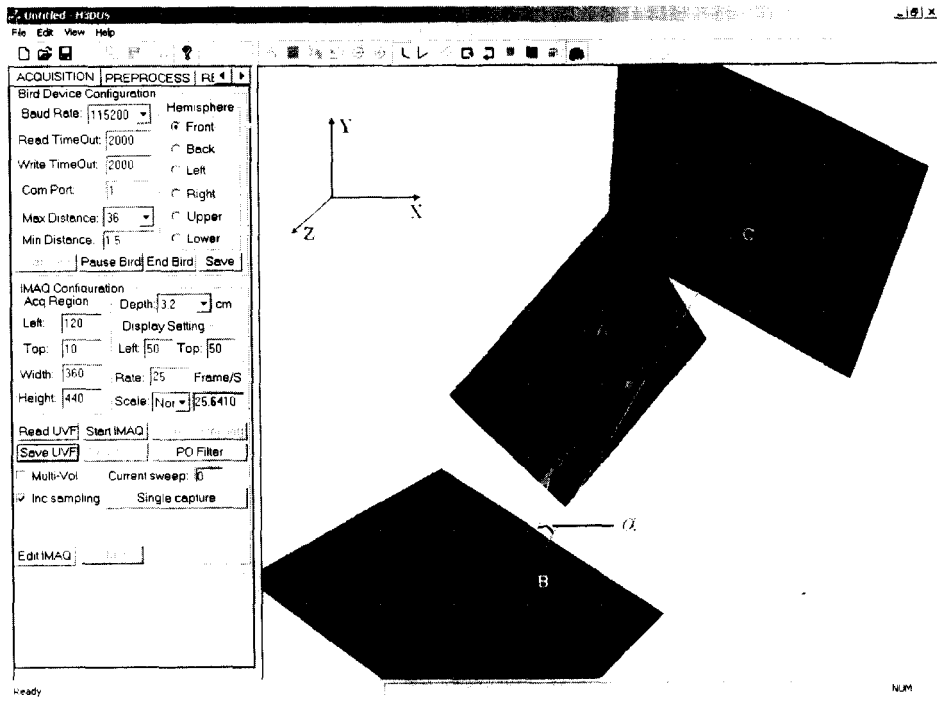 Untitled - H3DUS
File Edit View Help
ACQUISITION PREPROCESS RE
Bird Device Configuration
Baud Rate: 115200
Hemisphere
Front
Read TimeOut: 2000
Back
Write TimeOut: 2000
Left
Com Port: 1
Right
Max Distance: 36
Upper
Min Distance: 1.5
Lower
Pause Bird End Bird Save
IMAQ Configuration
Acq Region
Depth: 3.2 cm
Left: 120
Display Setting
Top: 10
Left: 50 Top: 50
Width: 360
Rate: 25 Frame/S
Height: 440
Scale: Nor 25.6410
Read UVF Start IMAQ
Save UVF PO Filter
Multi-Vol Current sweep: 0
Inc sampling Single capture
Edit IMAQ
Ready
NUM
Y
X
Z
C
α
B